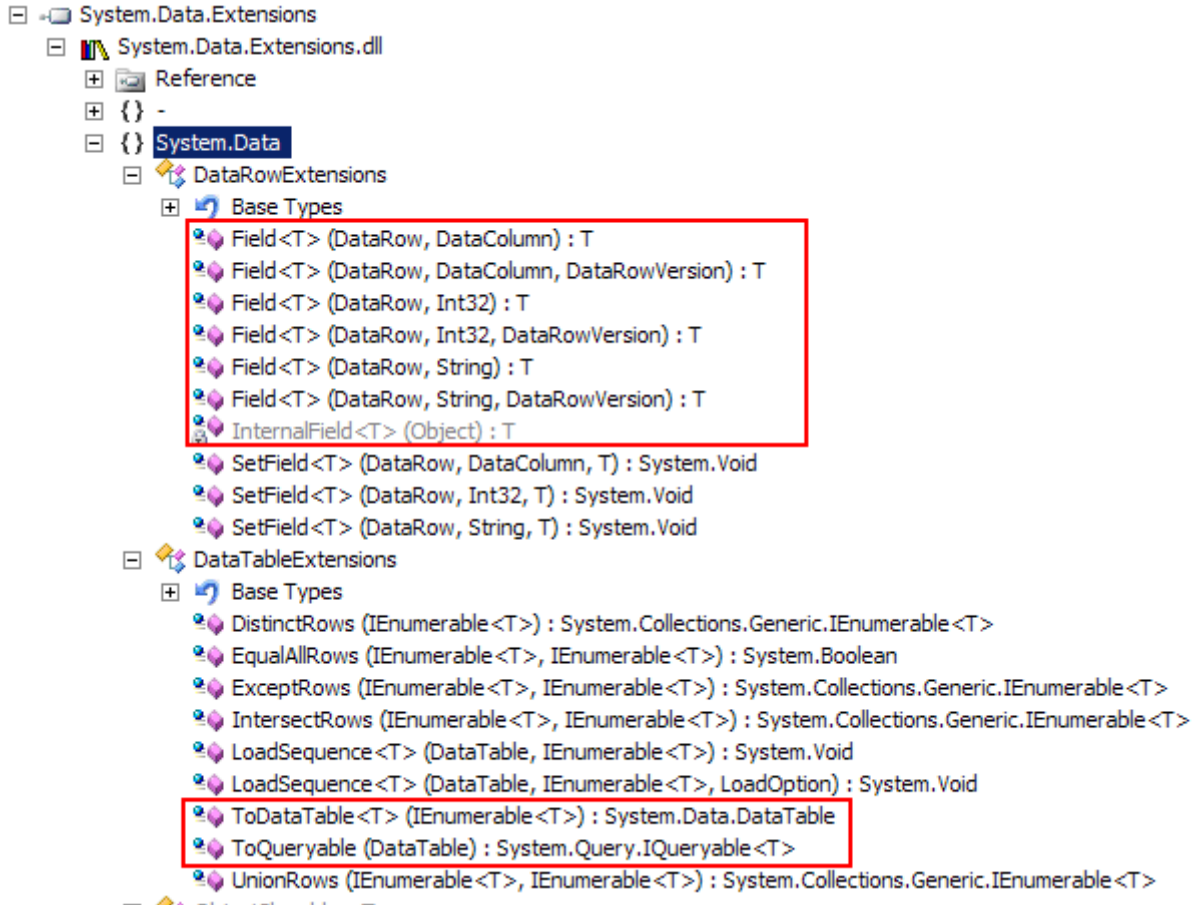 System.Data.Extensions
System.Data.Extensions.dll
Reference
{} -
{} System.Data
DataRowExtensions
Base Types
Field<T> (DataRow, DataColumn) : T
Field<T> (DataRow, DataColumn, DataRowVersion) : T
Field<T> (DataRow, Int32) : T
Field<T> (DataRow, Int32, DataRowVersion) : T
Field<T> (DataRow, String) : T
Field<T> (DataRow, String, DataRowVersion) : T
InternalField<T> (Object) : T
SetField<T> (DataRow, DataColumn, T) : System.Void
SetField<T> (DataRow, Int32, T) : System.Void
SetField<T> (DataRow, String, T) : System.Void
DataTableExtensions
Base Types
DistinctRows (IEnumerable<T>) : System.Collections.Generic.IEnumerable<T>
EqualAllRows (IEnumerable<T>, IEnumerable<T>) : System.Boolean
ExceptRows (IEnumerable<T>, IEnumerable<T>) : System.Collections.Generic.IEnumerable<T>
IntersectRows (IEnumerable<T>, IEnumerable<T>) : System.Collections.Generic.IEnumerable<T>
LoadSequence<T> (DataTable, IEnumerable<T>) : System.Void
LoadSequence<T> (DataTable, IEnumerable<T>, LoadOption) : System.Void
ToDataTable<T> (IEnumerable<T>) : System.Data.DataTable
ToQueryable (DataTable) : System.Query.IQueryable<T>
UnionRows (IEnumerable<T>, IEnumerable<T>) : System.Collections.Generic.IEnumerable<T>